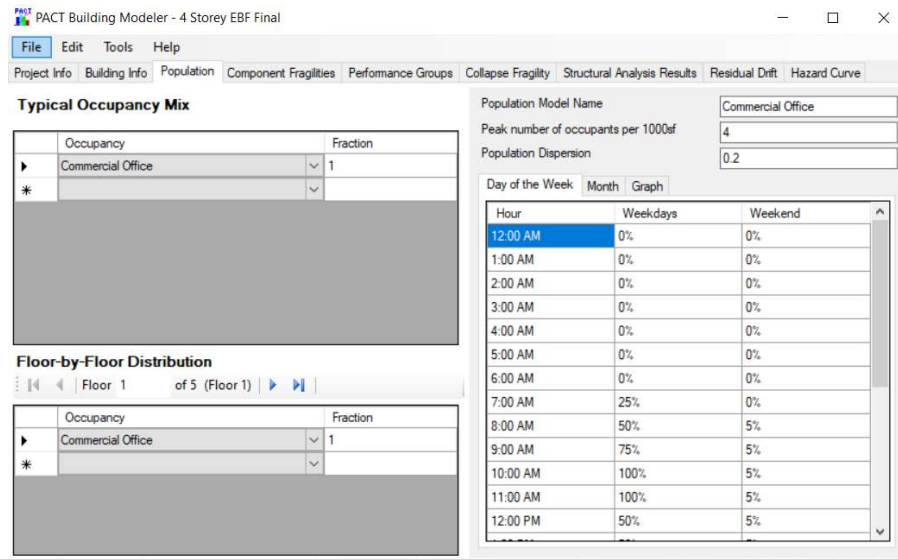 PACT Building Modeler - 4 Storey EBF Final
File Edit Tools Help
Project Info Building Info Population Component Fragilities Performance Groups Collapse Fragility Structural Analysis Results Residual Drift Hazard Curve
Typical Occupancy Mix
Occupancy Fraction
Commercial Office 1
Floor-by-Floor Distribution
Floor 1 of 5 (Floor 1)
Occupancy Fraction
Commercial Office 1
Population Model Name Commercial Office
Peak number of occupants per 1000sf 4
Population Dispersion 0.2
Day of the Week Month Graph
Hour Weekdays Weekend
12:00 AM 0% 0%
1:00 AM 0% 0%
2:00 AM 0% 0%
3:00 AM 0% 0%
4:00 AM 0% 0%
5:00 AM 0% 0%
6:00 AM 0% 0%
7:00 AM 25% 0%
8:00 AM 50% 5%
9:00 AM 75% 5%
10:00 AM 100% 5%
11:00 AM 100% 5%
12:00 PM 50% 5%